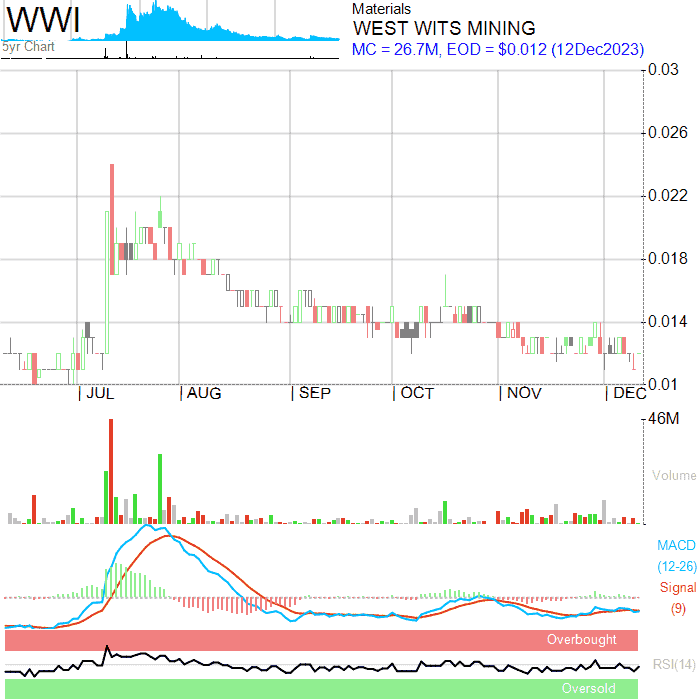 WWI
5yr Chart
Materials
WEST WITS MINING
MC = 26.7M, EOD = $0.012 (12Dec2023)
0.03
0.026
0.022
0.018
0.014
0.01
JUL AUG SEP OCT NOV DEC
46M
Volume
MACD
(12-26)
Signal
(9)
Overbought
RSI(14)
Oversold